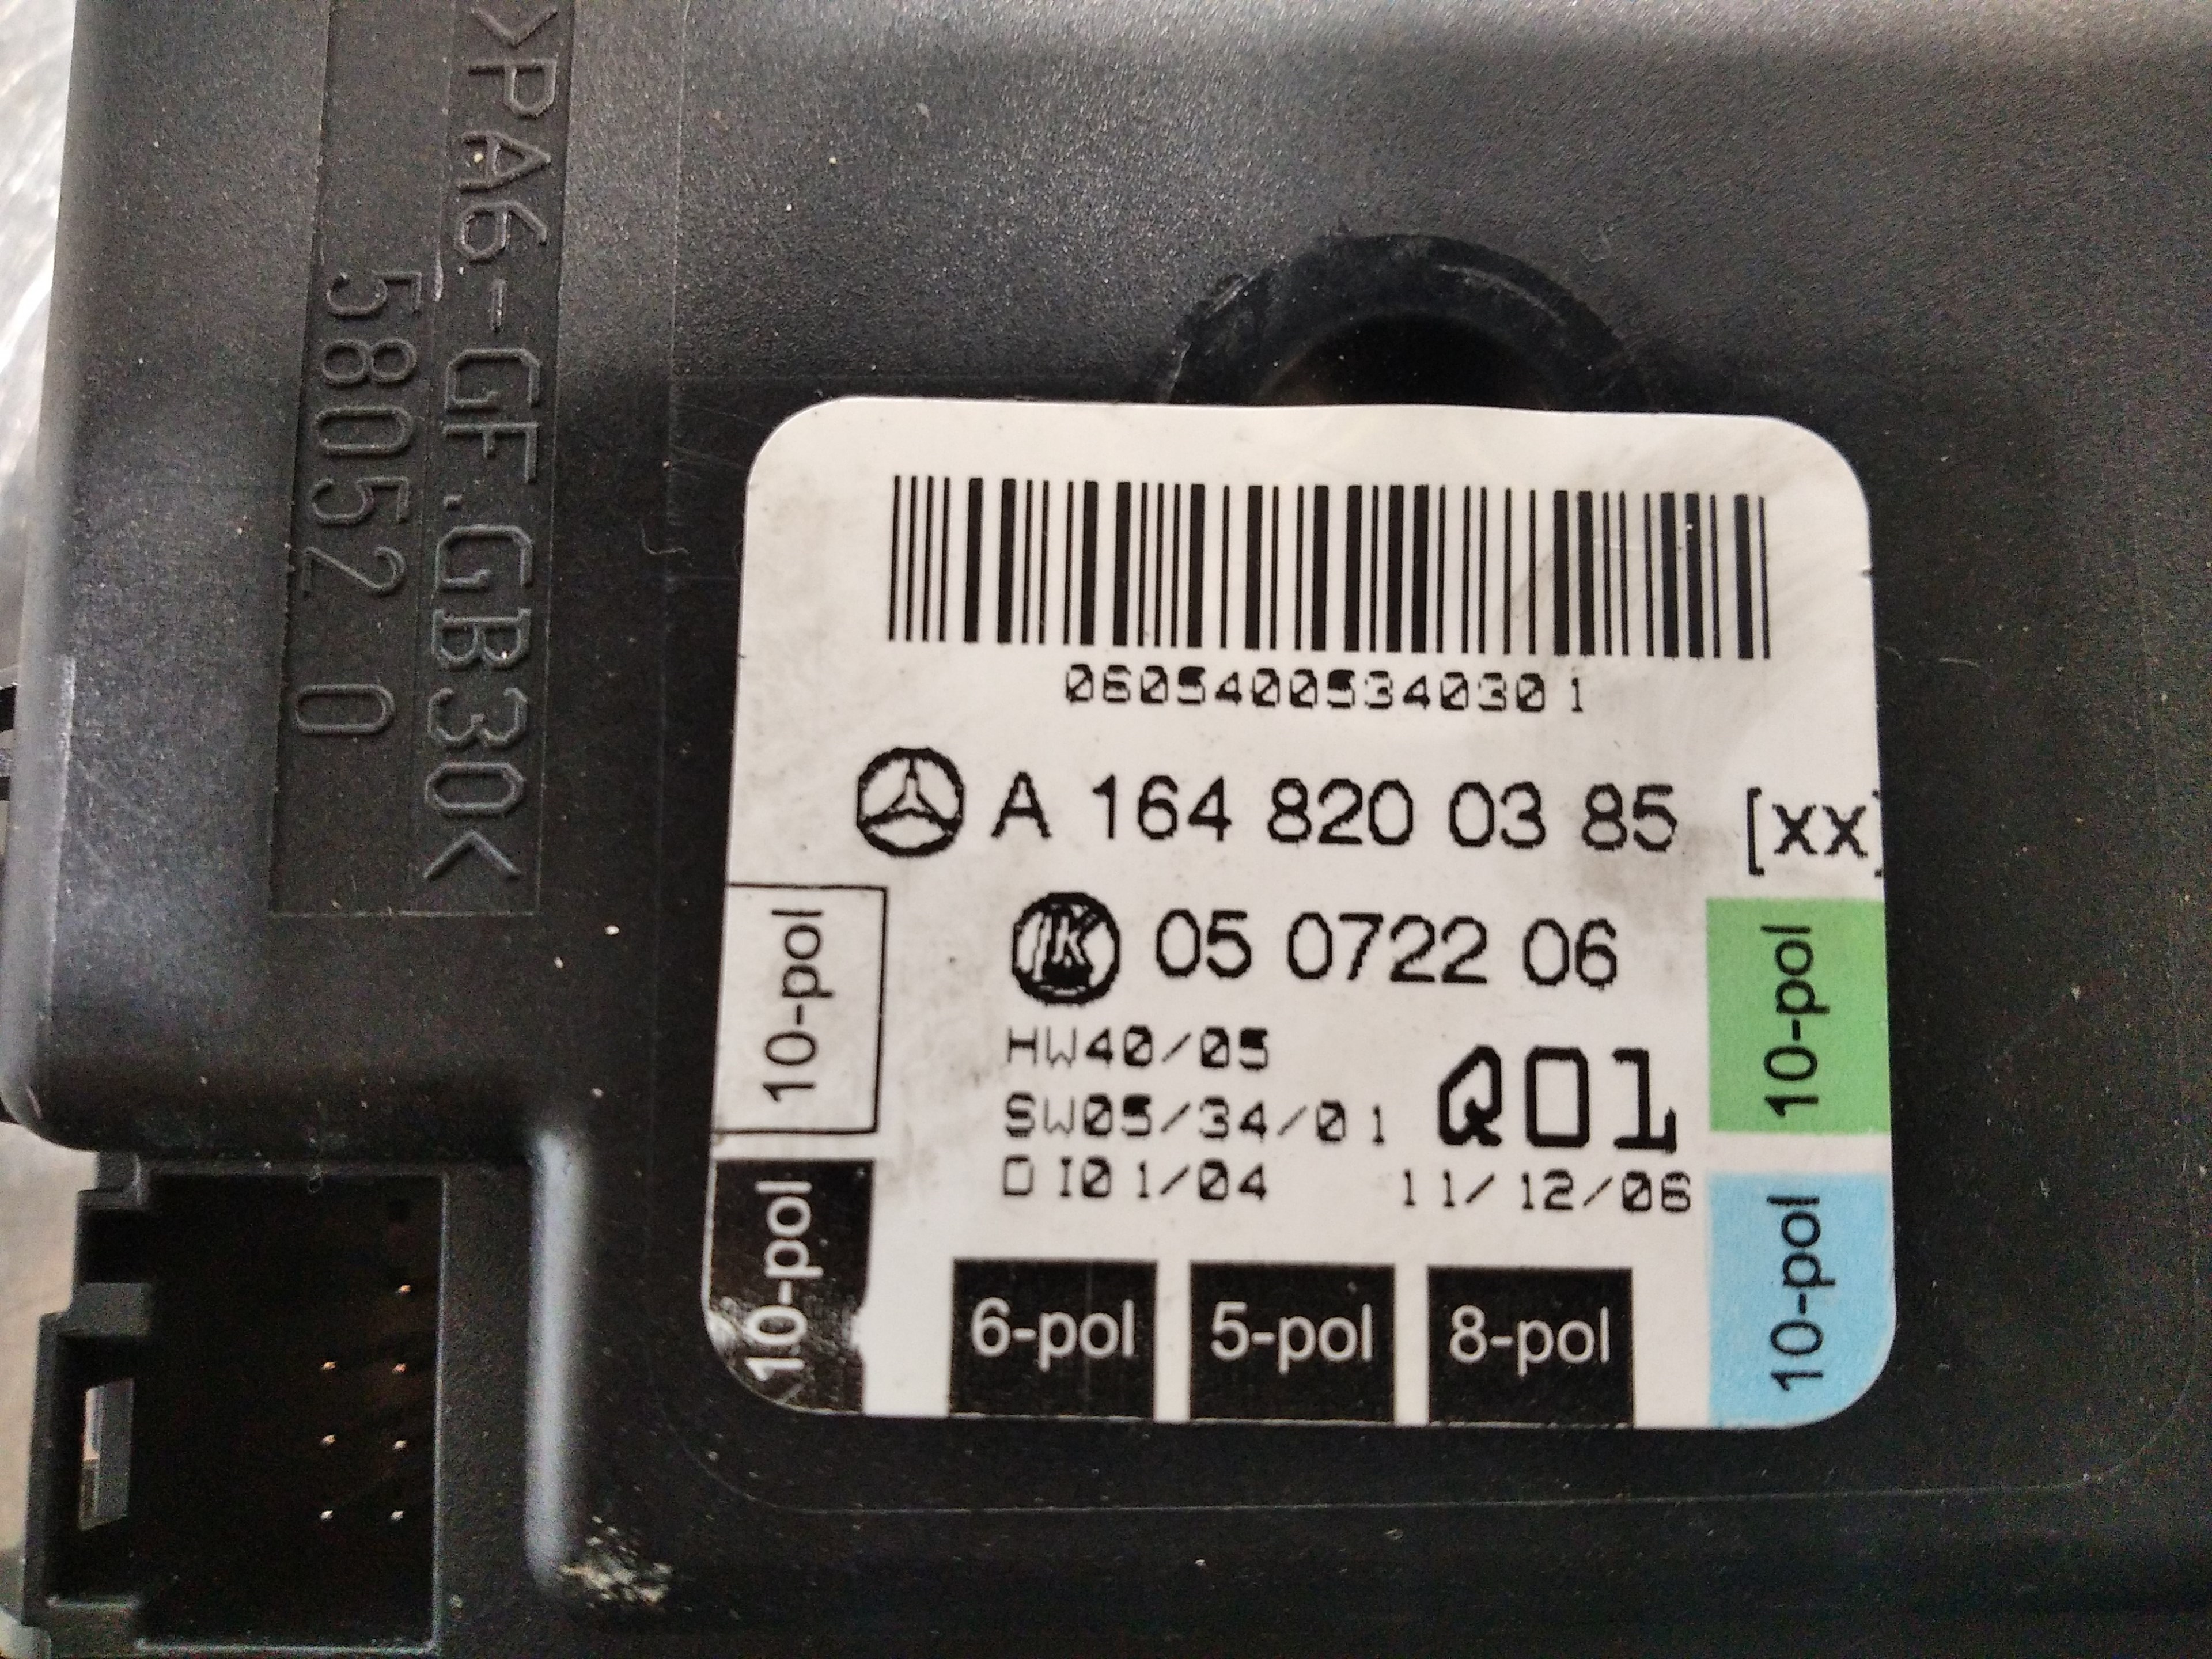 >PA6-GF.GB30<
58052 0
06054005340301
A 164 820 03 85 [xx]
05 0722 06
HW40/05
SW05/34/01
Q01
DI01/04
11/12/06
10-pol
10-pol
6-pol
5-pol
8-pol
10-pol
10-pol